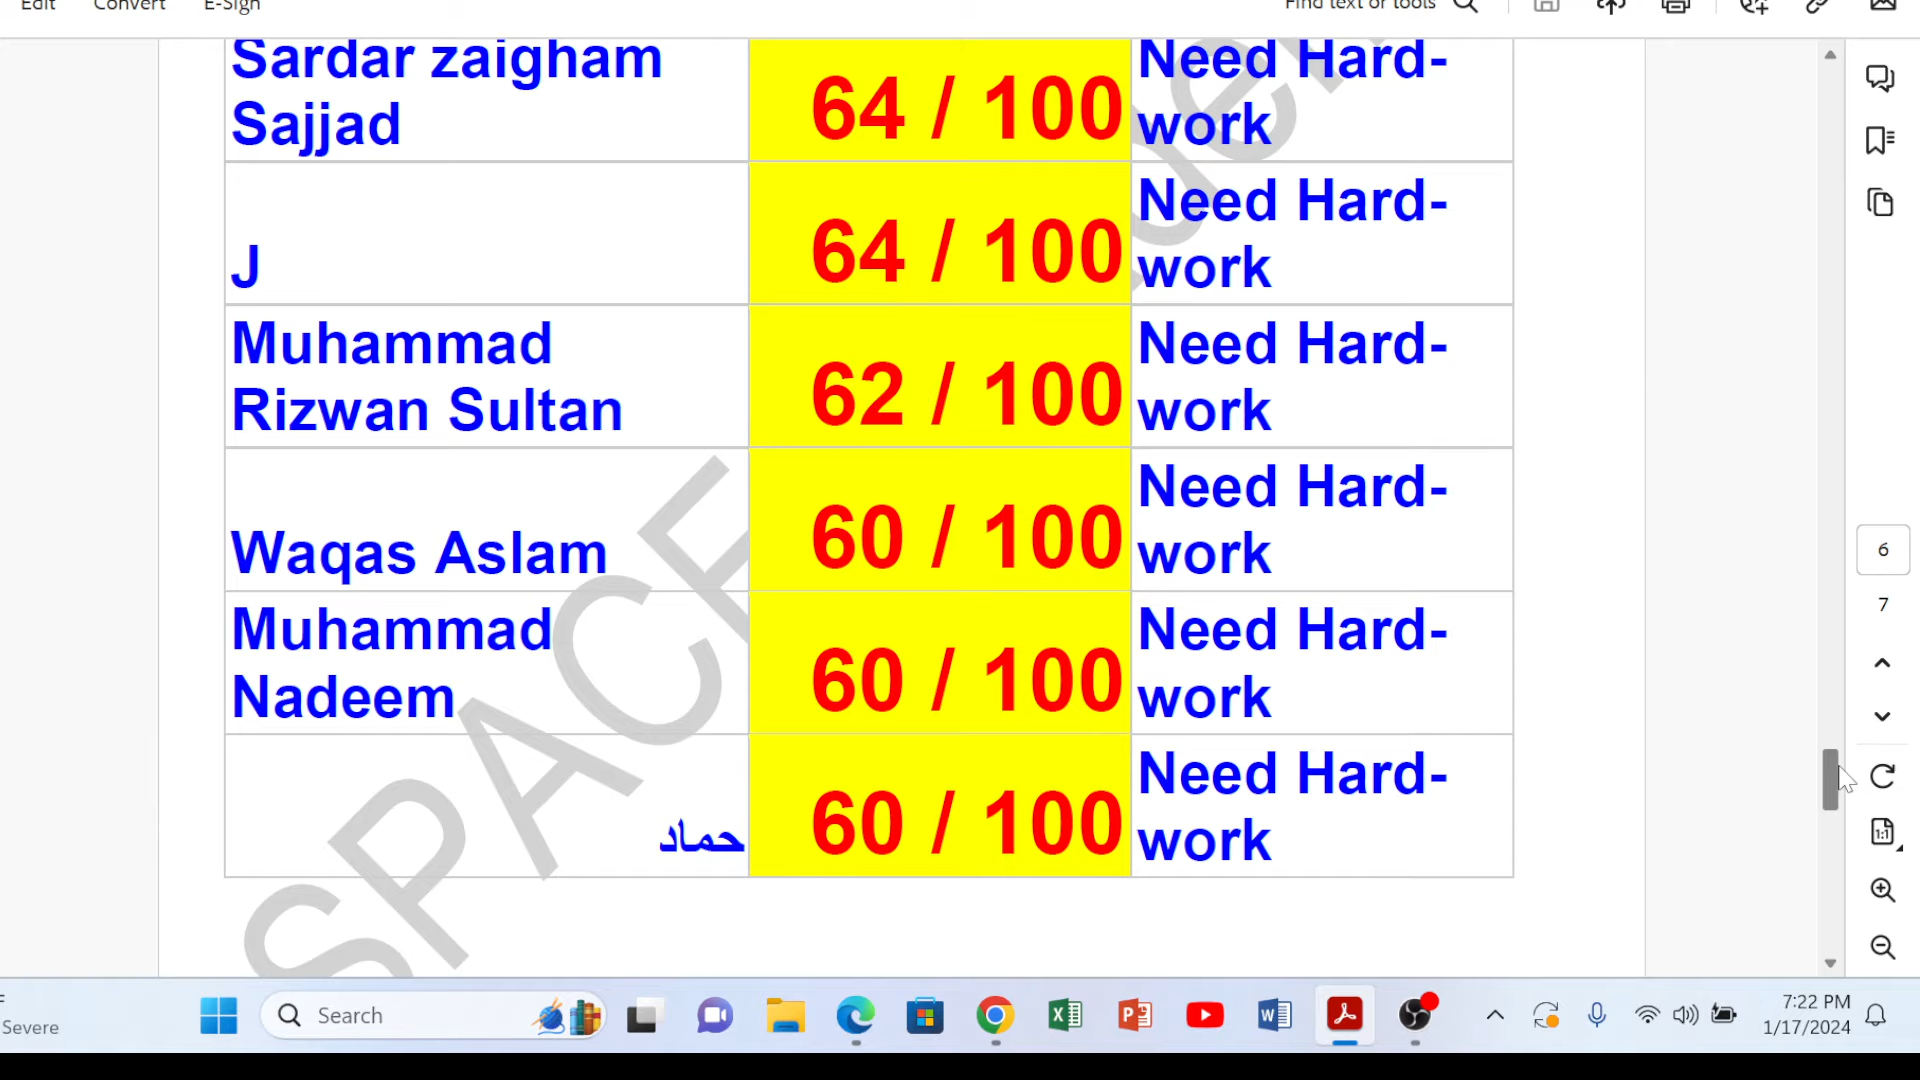 Edit Convert E-Sign Find text or tools
Sardar zaigham
Sajjad
64 / 100
Need Hard-
work
J
64 / 100
Need Hard-
work
Muhammad
Rizwan Sultan
62 / 100
Need Hard-
work
Waqas Aslam
60 / 100
Need Hard-
work
Muhammad
Nadeem
60 / 100
Need Hard-
work
حماد
60 / 100
Need Hard-
work
SPACE
6
7
1:1
Severe
Search
7:22 PM
1/17/2024